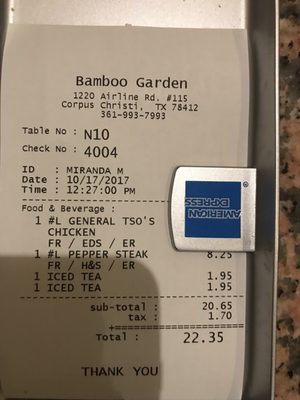 Bamboo Garden
1220 Airline Rd. #115
Corpus Christi, TX 78412
361-993-7993
Table No : N10
Check No : 4004
ID : MIRANDA M
Date : 10/17/2017
Time : 12:27:00 PM
Food & Beverage :
1 #L GENERAL TSO'S
CHICKEN
FR / EDS / ER
1 #L PEPPER STEAK 8.25
FR / H&S / ER
1 ICED TEA 1.95
1 ICED TEA 1.95
sub-total : 20.65
tax : 1.70
Total : 22.35
THANK YOU
AMERICAN
EXPRESS
®